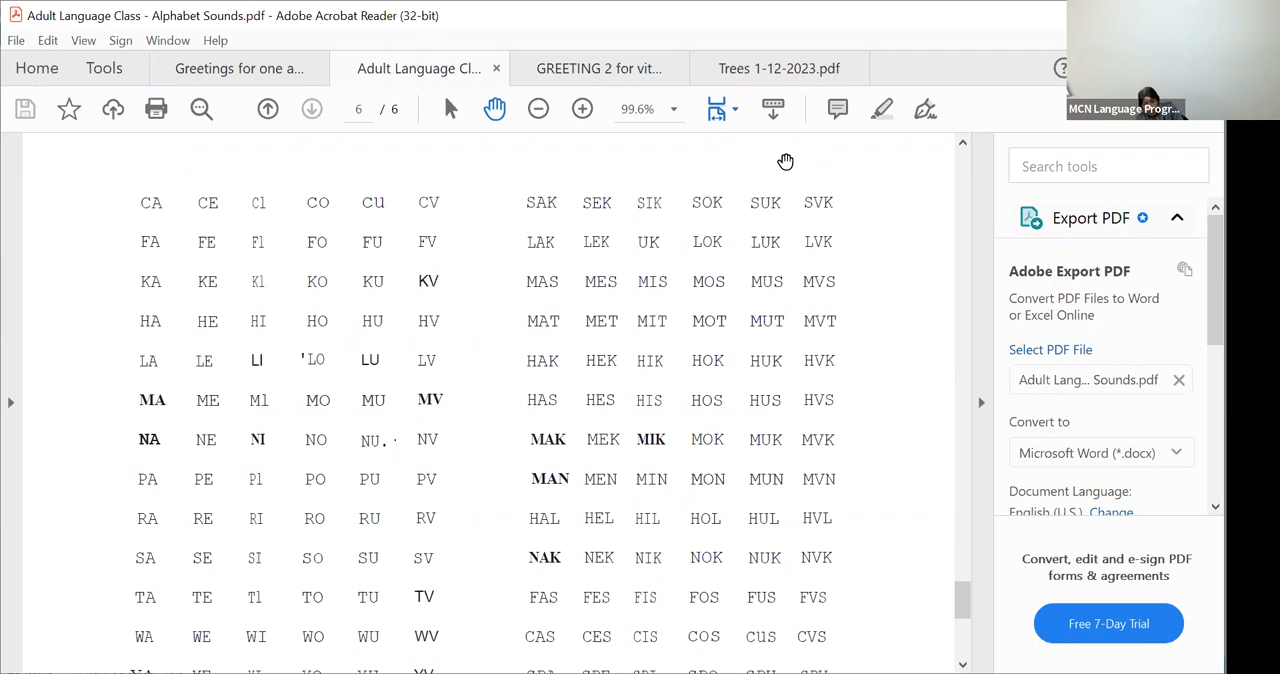 Adult Language Class - Alphabet Sounds.pdf - Adobe Acrobat Reader (32-bit)
File Edit View Sign Window Help
Home Tools Greetings for one a... Adult Language Cl... × GREETING 2 for vit... Trees 1-12-2023.pdf
6 / 6 99.6%
MCN Language Progr...
CA CE Cl CO CU CV SAK SEK SIK SOK SUK SVK
FA FE Fl FO FU FV LAK LEK UK LOK LUK LVK
KA KE Kl KO KU KV MAS MES MIS MOS MUS MVS
HA HE HI HO HU HV MAT MET MIT MOT MUT MVT
LA LE LI 'LO LU LV HAK HEK HIK HOK HUK HVK
MA ME Ml MO MU MV HAS HES HIS HOS HUS HVS
NA NE NI NO NU.· NV MAK MEK MIK MOK MUK MVK
PA PE Pl PO PU PV MAN MEN MIN MON MUN MVN
RA RE RI RO RU RV HAL HEL HIL HOL HUL HVL
SA SE SI SO SU SV NAK NEK NIK NOK NUK NVK
TA TE Tl TO TU TV FAS FES FIS FOS FUS FVS
WA WE WI WO WU WV CAS CES CIS COS CUS CVS
Search tools
Export PDF
Adobe Export PDF
Convert PDF Files to Word
or Excel Online
Select PDF File
Adult Lang... Sounds.pdf
Convert to
Microsoft Word (*.docx)
Document Language:
English (U.S.) Change
Convert, edit and e-sign PDF
forms & agreements
Free 7-Day Trial